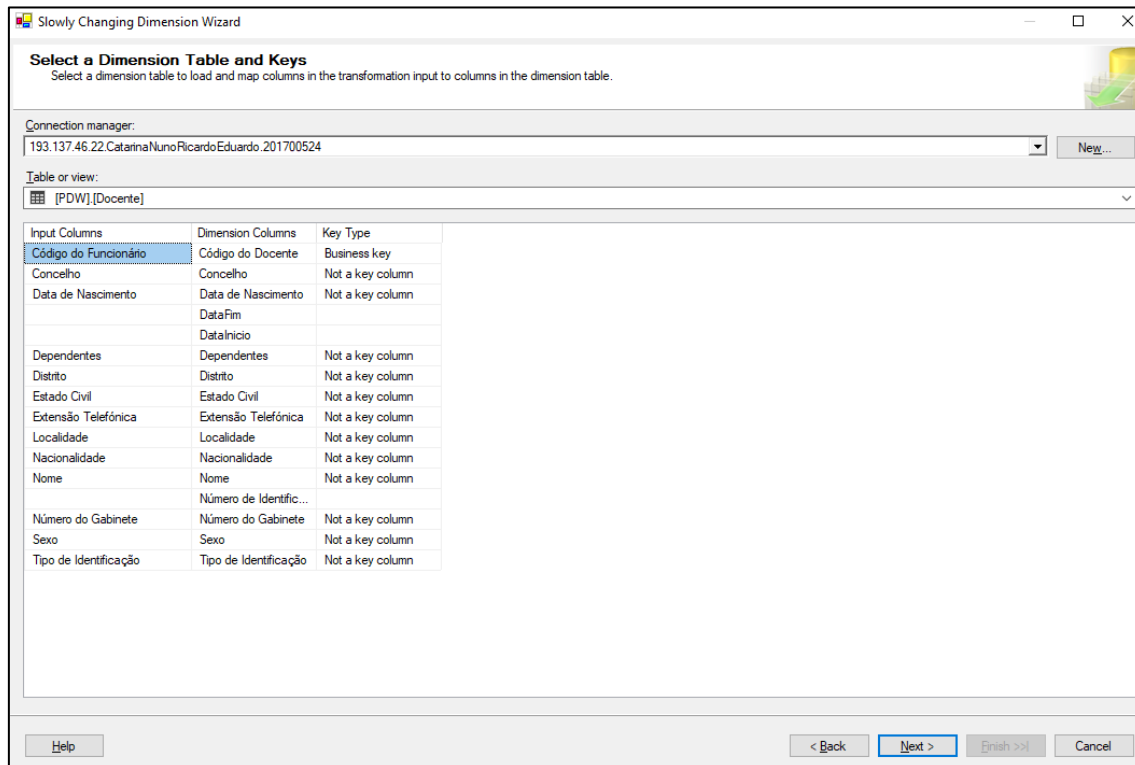 Slowly Changing Dimension Wizard
Select a Dimension Table and Keys
Select a dimension table to load and map columns in the transformation input to columns in the dimension table.
Connection manager:
193.137.46.22.CatarinaNunoRicardoEduardo.201700524
New...
Table or view:
[PDW].[Docente]
Input Columns Dimension Columns Key Type
Código do Funcionário Código do Docente Business key
Concelho Concelho Not a key column
Data de Nascimento Data de Nascimento Not a key column
DataFim
DataInicio
Dependentes Dependentes Not a key column
Distrito Distrito Not a key column
Estado Civil Estado Civil Not a key column
Extensão Telefónica Extensão Telefónica Not a key column
Localidade Localidade Not a key column
Nacionalidade Nacionalidade Not a key column
Nome Nome Not a key column
Número de Identific...
Número do Gabinete Número do Gabinete Not a key column
Sexo Sexo Not a key column
Tipo de Identificação Tipo de Identificação Not a key column
Help < Back Next > Finish >>| Cancel